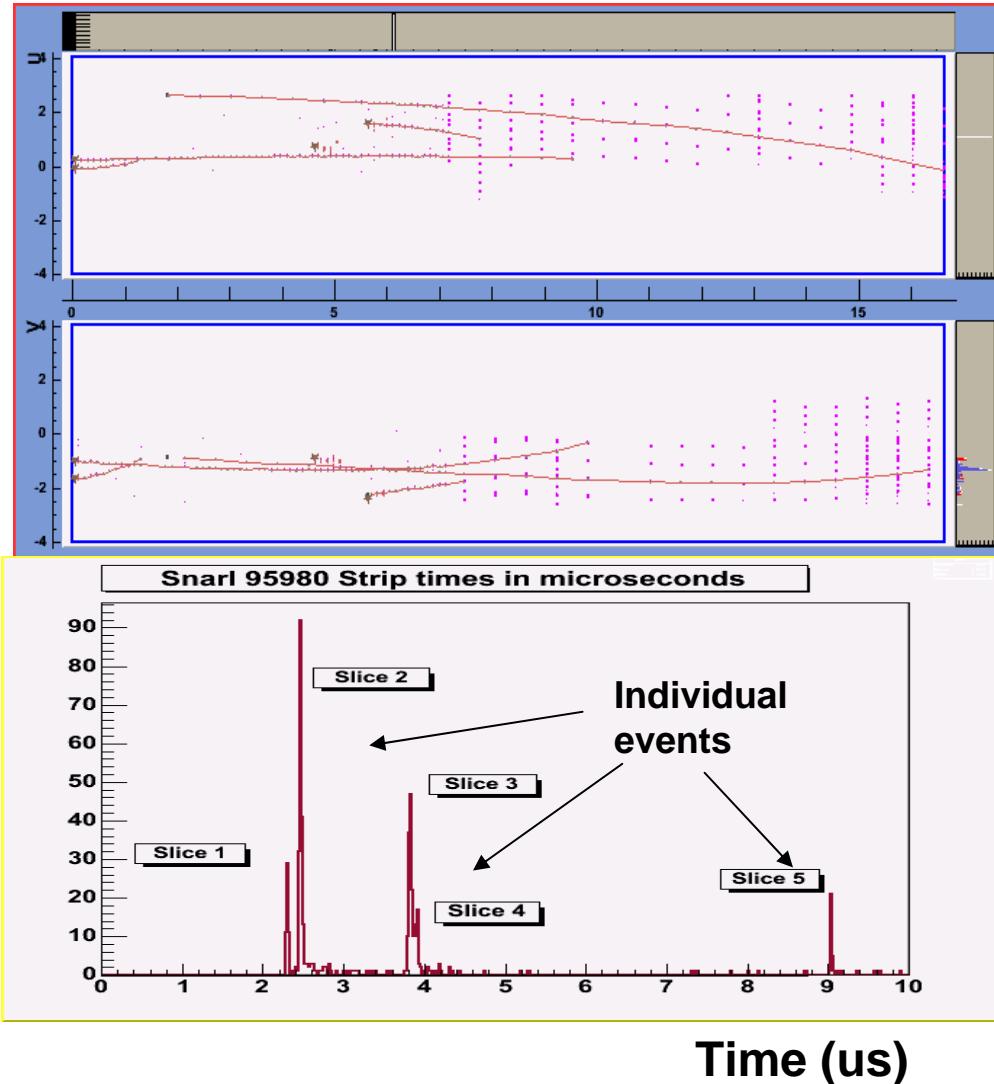 U
4
2
0
-2
-4
0 5 10 15
V
4
2
0
-2
-4
Snarl 95980 Strip times in microseconds
90
80
70
60
50
40
30
20
10
0
Slice 2
Individual
events
Slice 3
Slice 1
Slice 5
Slice 4
0 1 2 3 4 5 6 7 8 9 10
Time (us)